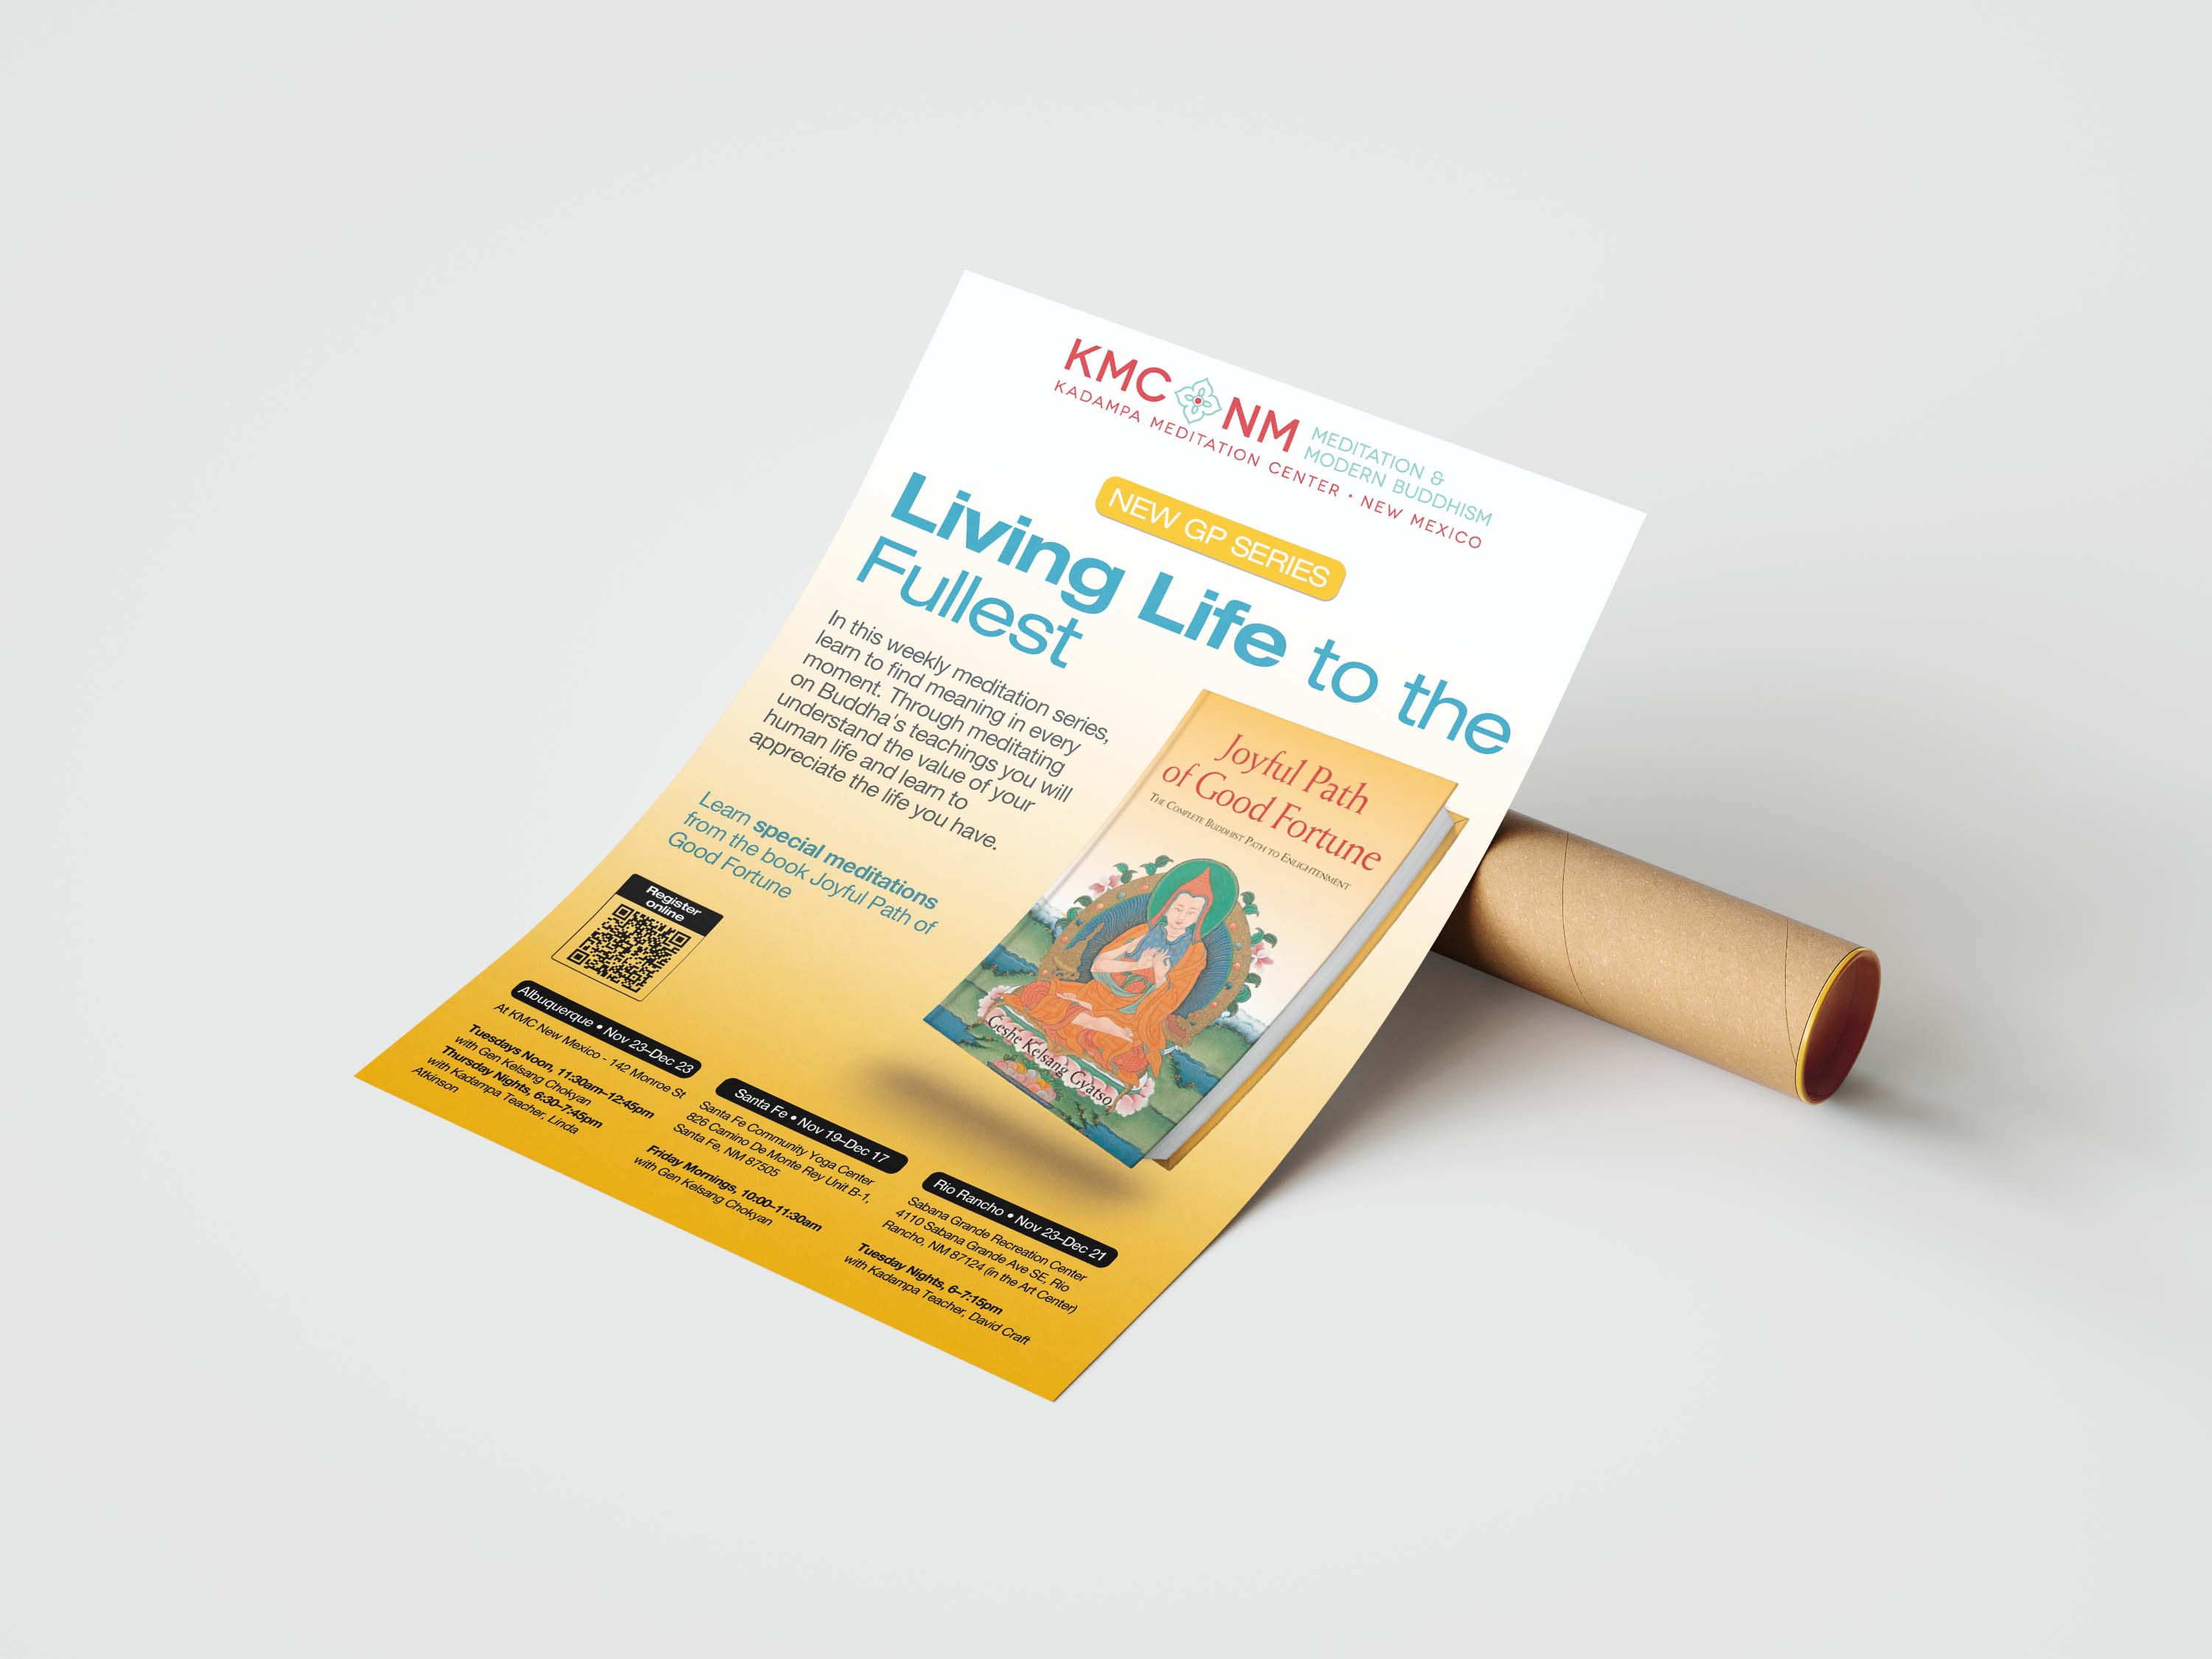 KMC NM
MEDITATION &
MODERN BUDDHISM
KADAMPA MEDITATION CENTER • NEW MEXICO
NEW GP SERIES
Living Life to the
Fullest
In this weekly meditation series,
learn to find meaning in every
moment. Through meditating
on Buddha's teachings you will
understand the value of your
human life and learn to
appreciate the life you have.
Learn special meditations
from the book Joyful Path of
Good Fortune
Joyful Path
of Good Fortune
THE COMPLETE BUDDHIST PATH TO ENLIGHTENMENT
Geshe Kelsang Gyatso
Register
online
Albuquerque • Nov 23–Dec 23
At KMC New Mexico - 142 Monroe St
Tuesdays Noon, 11:30am–12:45pm
with Gen Kelsang Chokyan
Thursday Nights, 6:30–7:45pm
with Kadampa Teacher, Linda
Atkinson
Santa Fe • Nov 19–Dec 17
Santa Fe Community Yoga Center
826 Camino De Monte Rey Unit B-1,
Santa Fe, NM 87505
Friday Mornings, 10:00–11:30am
with Gen Kelsang Chokyan
Rio Rancho • Nov 23–Dec 21
Sabana Grande Recreation Center
4110 Sabana Grande Ave SE, Rio
Rancho, NM 87124 (in the Art Center)
Tuesday Nights, 6–7:15pm
with Kadampa Teacher, David Craft